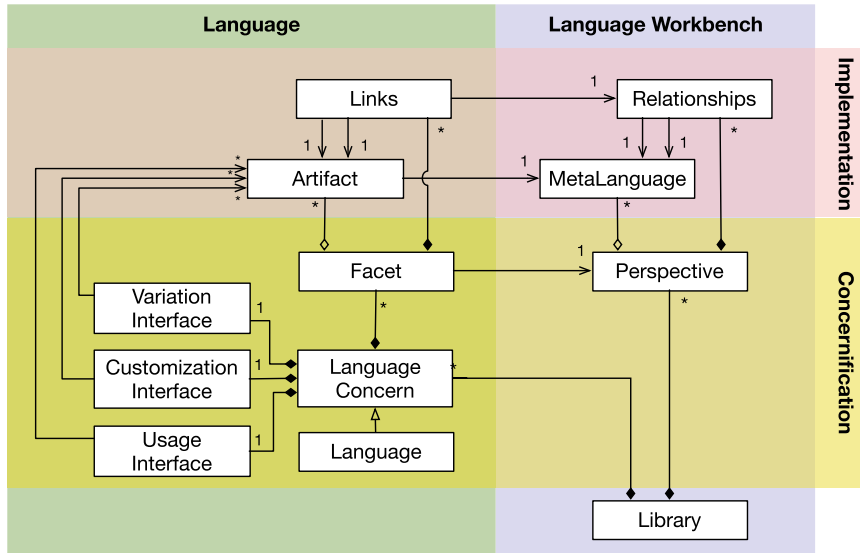 Language
Language Workbench
Implementation
Concernification
Links
1
Relationships
*
*
1
1
1
1
*
*
*
Artifact
1
MetaLanguage
*
*
Facet
1
Perspective
*
*
Variation
Interface
1
Customization
Interface
1
Language
Concern
*
Usage
Interface
1
Language
Library